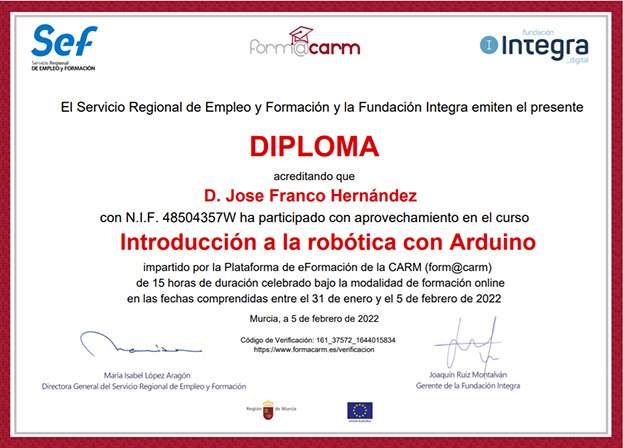 Sef
Servicio Regional
DE EMPLEO y FORMACIÓN
form@carm
fundación
Integra
.digital
El Servicio Regional de Empleo y Formación y la Fundación Integra emiten el presente
DIPLOMA
acreditando que
D. Jose Franco Hernández
con N.I.F. 48504357W ha participado con aprovechamiento en el curso
Introducción a la robótica con Arduino
impartido por la Plataforma de eFormación de la CARM (form@carm)
de 15 horas de duración celebrado bajo la modalidad de formación online
en las fechas comprendidas entre el 31 de enero y el 5 de febrero de 2022
Murcia, a 5 de febrero de 2022
Código de Verificación: 161_37572_1644015834
https://www.formacarm.es/verificacion
María Isabel López Aragón
Directora General del Servicio Regional de Empleo y Formación
Joaquín Ruiz Montalván
Gerente de la Fundación Integra
Región de Murcia
UNIÓN EUROPEA